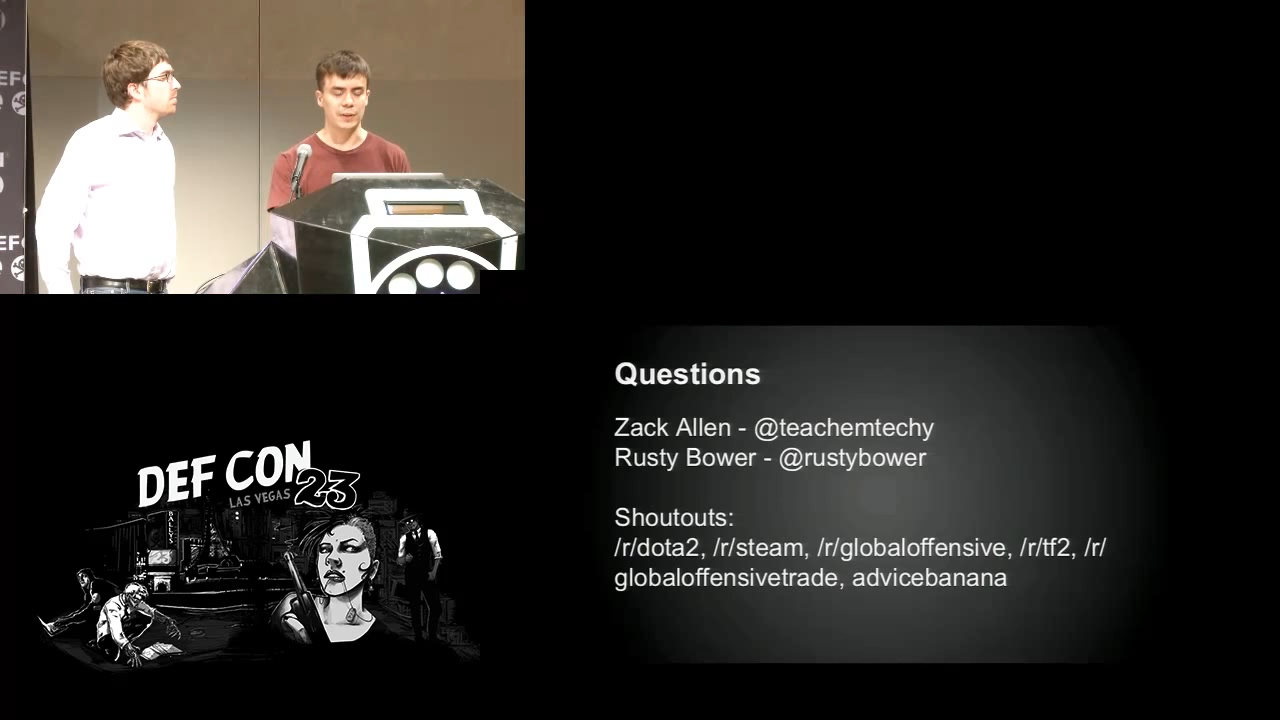 DEF CON
LAS VEGAS 23
BALLYS
Questions
Zack Allen - @teachemtechy
Rusty Bower - @rustybower
Shoutouts:
/r/dota2, /r/steam, /r/globaloffensive, /r/tf2, /r/
globaloffensivetrade, advicebanana